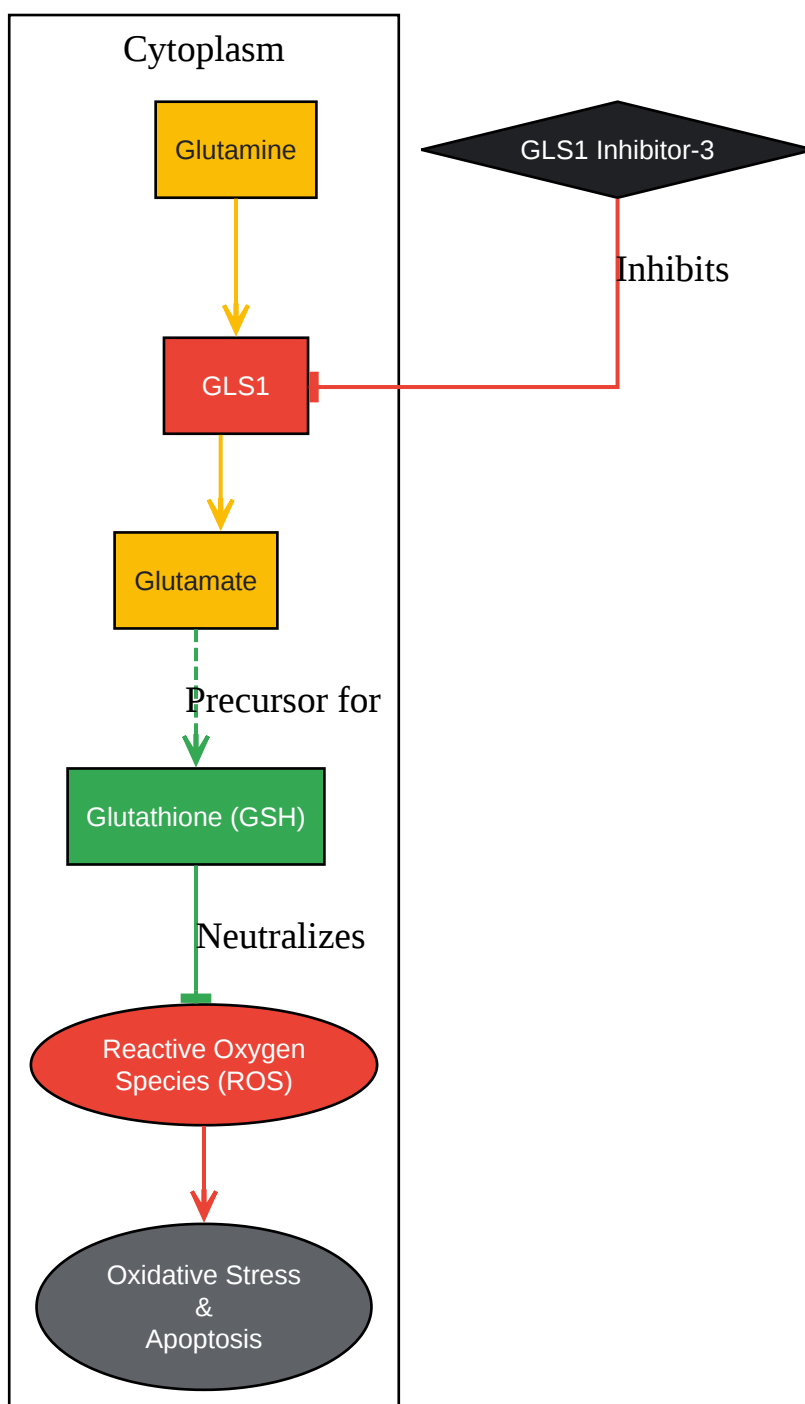 Cytoplasm
Glutamine
GLS1 Inhibitor-3
Inhibits
GLS1
Glutamate
Precursor for
Glutathione (GSH)
Neutralizes
Reactive Oxygen
Species (ROS)
Oxidative Stress
&
Apoptosis